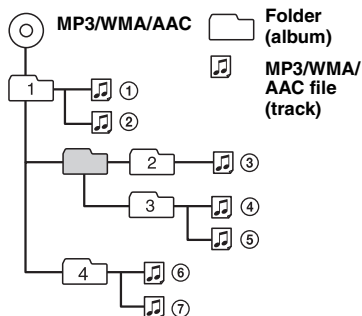 MP3/WMA/AAC
Folder
(album)
MP3/WMA/
AAC file
(track)
1
①
②
2
③
3
④
⑤
4
⑥
⑦